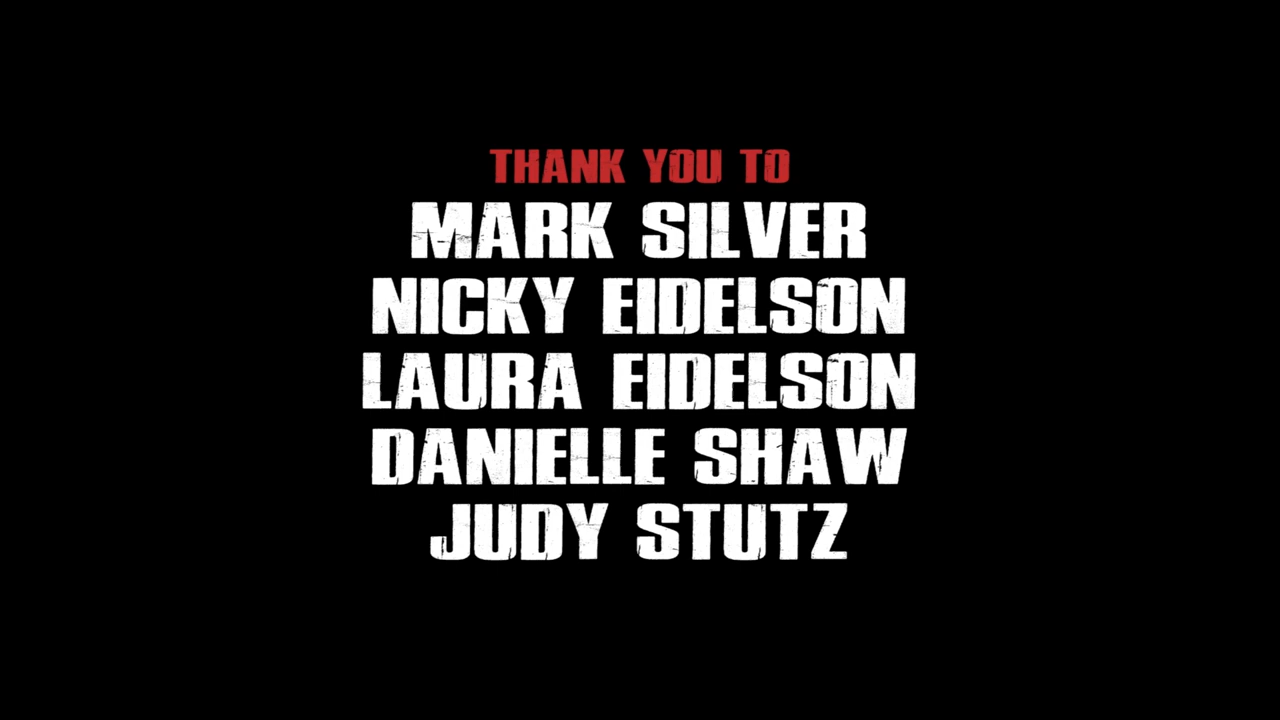 THANK YOU TO
MARK SILVER
NICKY EIDELSON
LAURA EIDELSON
DANIELLE SHAW
JUDY STUTZ